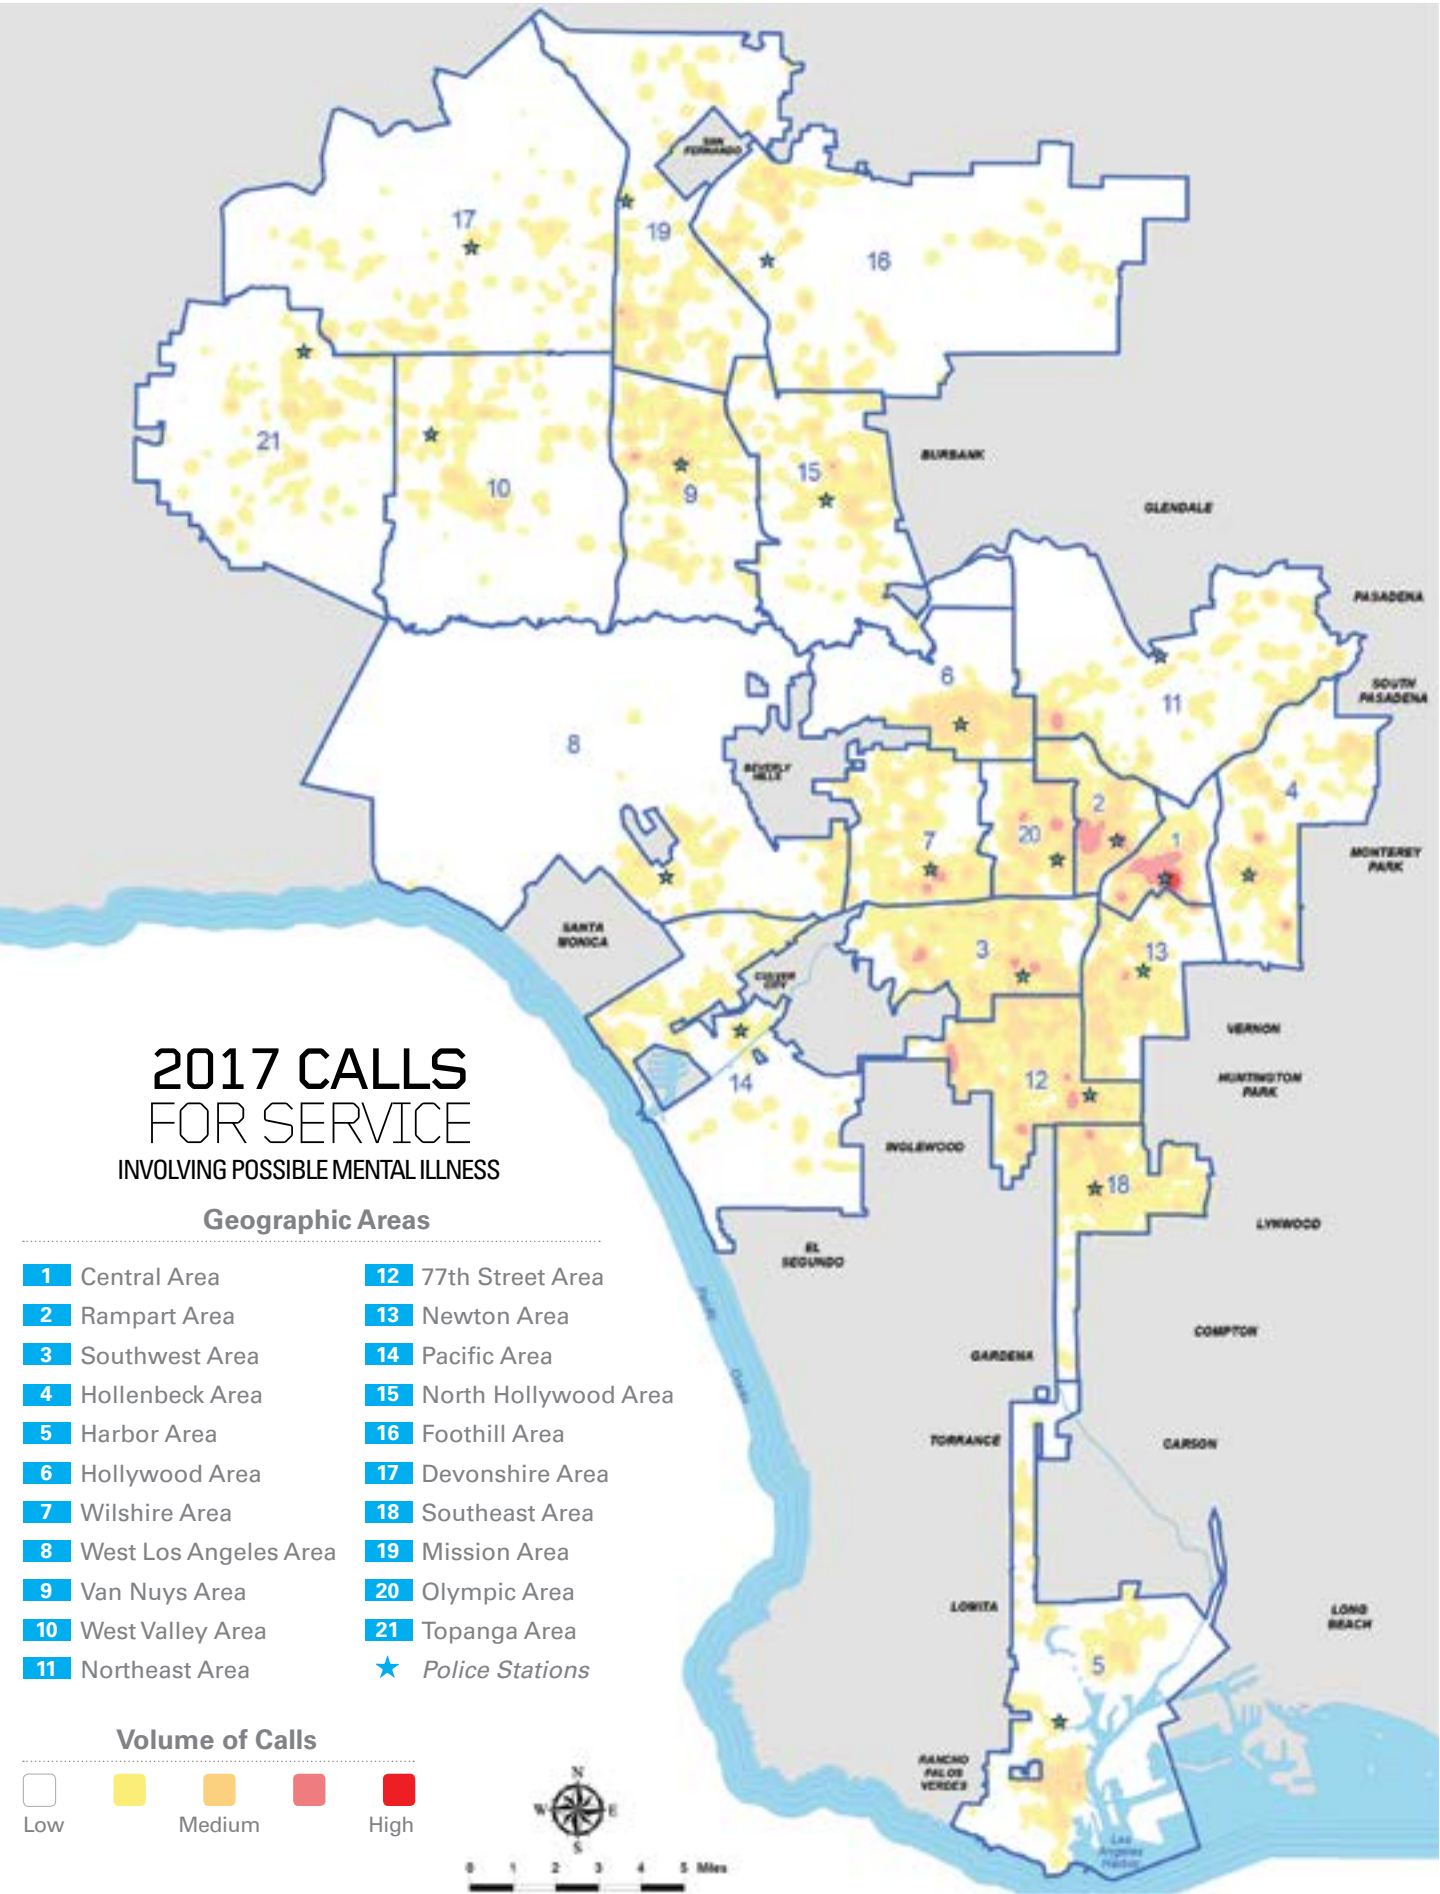 SAN
FERNANDO
17
19
16
21
10
9
15
BURBANK
GLENDALE
PASADENA
SOUTH
PASADENA
6
11
8
BEVERLY
HILLS
4
2
20
7
1
MONTEREY
PARK
SANTA
MONICA
3
13
CULVER
CITY
VERNON
HUNTINGTON
PARK
12
14
INGLEWOOD
18
LYNWOOD
EL
SEGUNDO
Pacific
Ocean
COMPTON
GARDENA
TORRANCE
CARSON
LOMITA
LONG
BEACH
5
RANCHO
PALOS
VERDES
Los
Angeles
Harbor
2017 CALLS
FOR SERVICE
INVOLVING POSSIBLE MENTAL ILLNESS
Geographic Areas
1 Central Area
2 Rampart Area
3 Southwest Area
4 Hollenbeck Area
5 Harbor Area
6 Hollywood Area
7 Wilshire Area
8 West Los Angeles Area
9 Van Nuys Area
10 West Valley Area
11 Northeast Area
12 77th Street Area
13 Newton Area
14 Pacific Area
15 North Hollywood Area
16 Foothill Area
17 Devonshire Area
18 Southeast Area
19 Mission Area
20 Olympic Area
21 Topanga Area
Police Stations
Volume of Calls
Low Medium High
N
W E
S
0 1 2 3 4 5 Miles